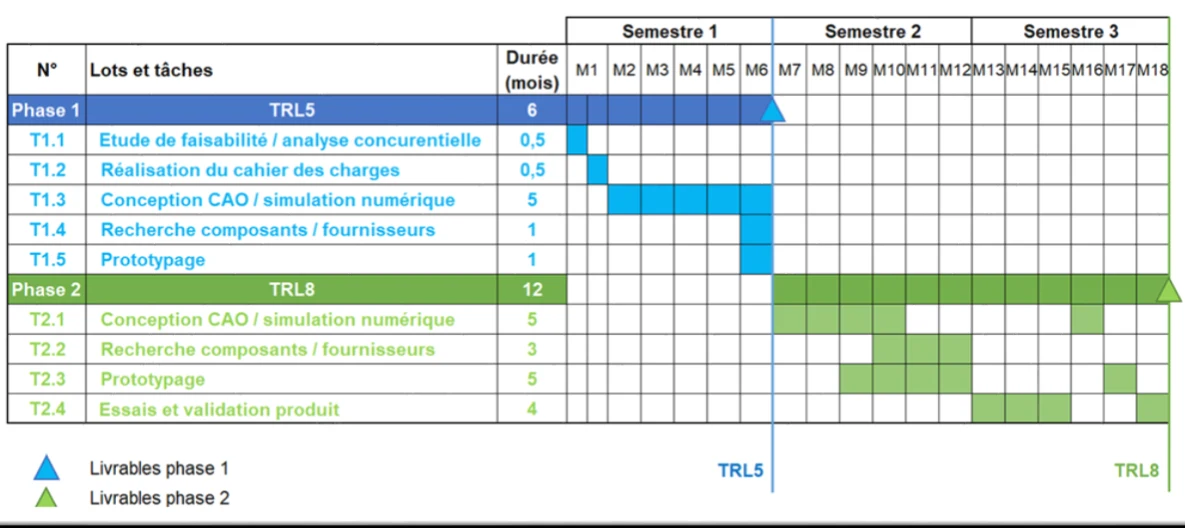 Semestre 1 Semestre 2 Semestre 3
N° Lots et tâches Durée (mois) M1 M2 M3 M4 M5 M6 M7 M8 M9 M10 M11 M12 M13 M14 M15 M16 M17 M18
Phase 1 TRL5 6
T1.1 Etude de faisabilité / analyse concurentielle 0,5
T1.2 Réalisation du cahier des charges 0,5
T1.3 Conception CAO / simulation numérique 5
T1.4 Recherche composants / fournisseurs 1
T1.5 Prototypage 1
Phase 2 TRL8 12
T2.1 Conception CAO / simulation numérique 5
T2.2 Recherche composants / fournisseurs 3
T2.3 Prototypage 5
T2.4 Essais et validation produit 4
Livrables phase 1 TRL5 TRL8
Livrables phase 2